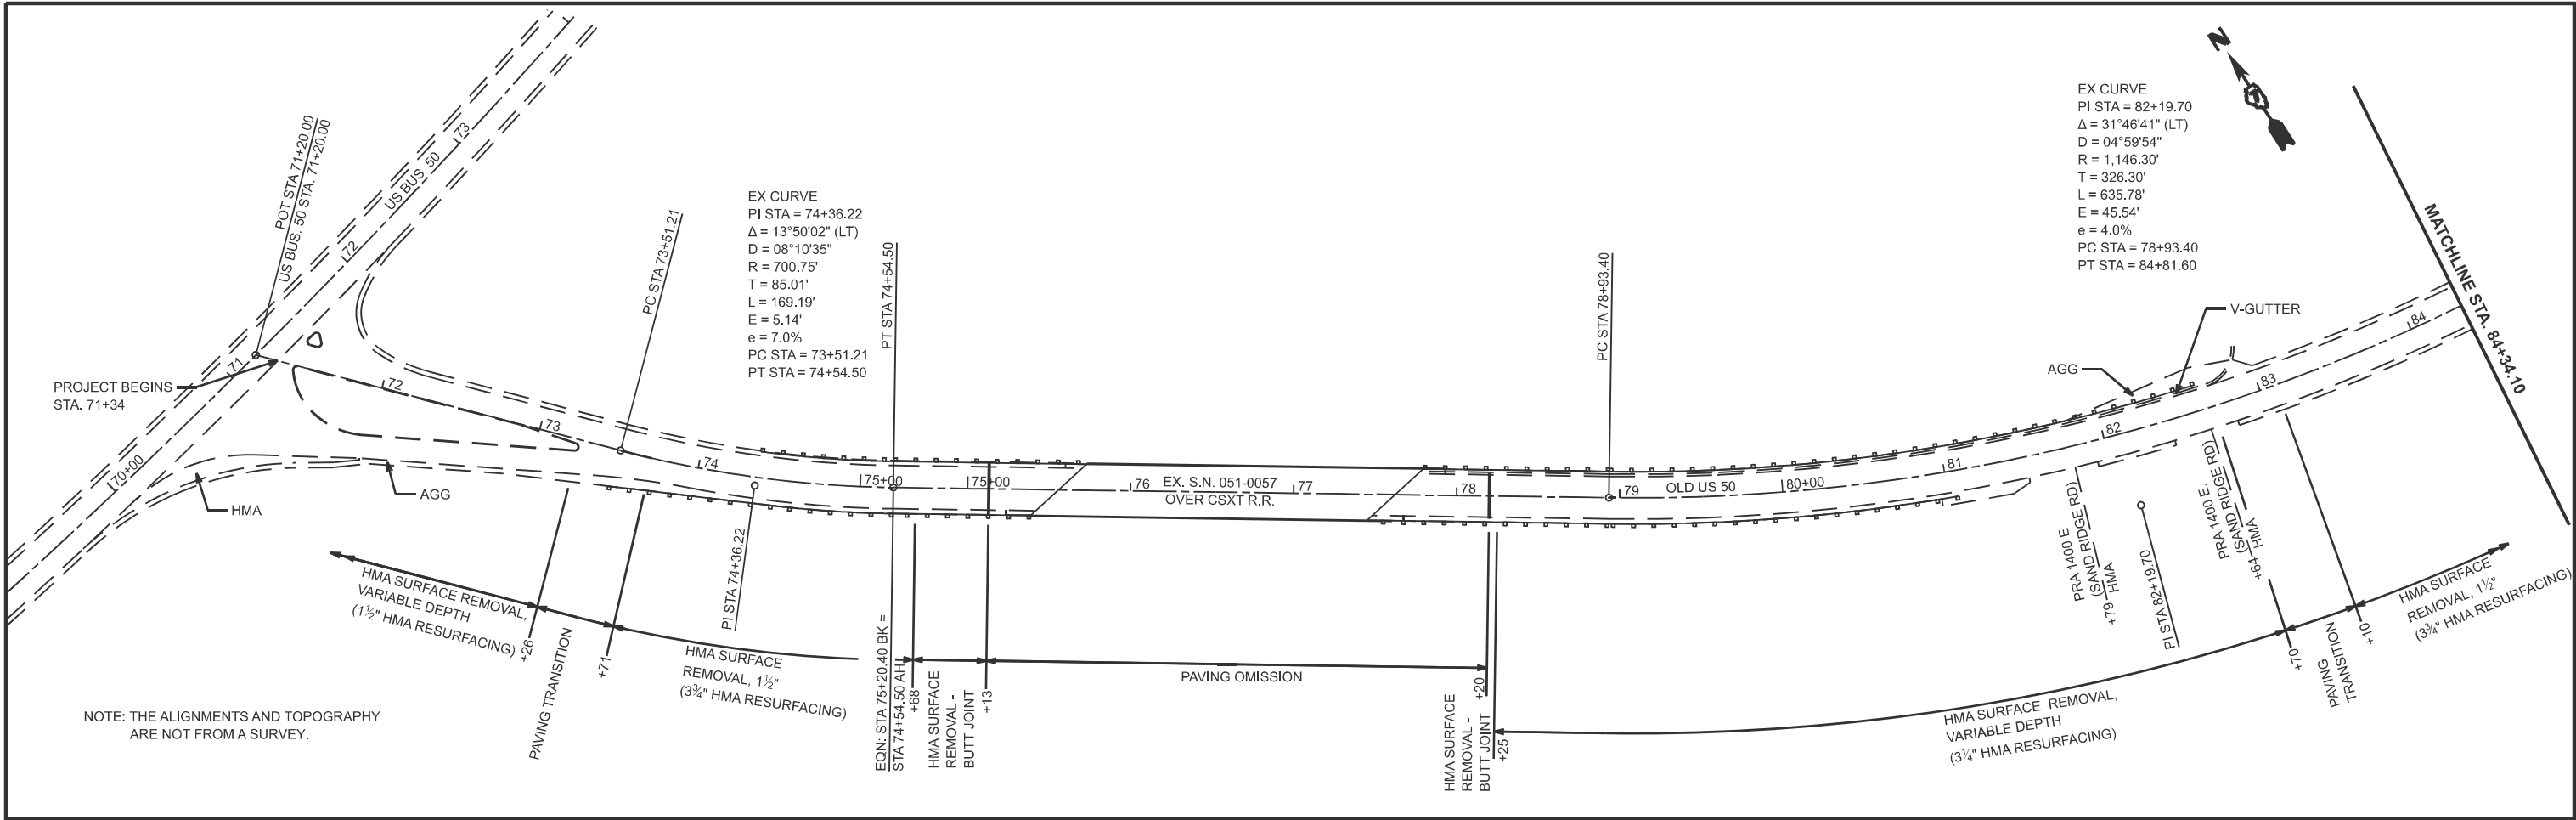 POT STA 71+20.00
US BUS. 50 STA. 71+20.00
US BUS. 50
70+00
71
72
73
PROJECT BEGINS
STA. 71+34
HMA
AGG
72
73
74
75+00
75+00
76
EX. S.N. 051-0057
OVER CSXT R.R.
77
78
79
OLD US 50
80+00
81
82
83
84
PC STA 73+51.21
EX CURVE
PI STA = 74+36.22
Δ = 13°50'02" (LT)
D = 08°10'35"
R = 700.75'
T = 85.01'
L = 169.19'
E = 5.14'
e = 7.0%
PC STA = 73+51.21
PT STA = 74+54.50
PT STA 74+54.50
PC STA 78+93.40
EX CURVE
PI STA = 82+19.70
Δ = 31°46'41" (LT)
D = 04°59'54"
R = 1,146.30'
T = 326.30'
L = 635.78'
E = 45.54'
e = 4.0%
PC STA = 78+93.40
PT STA = 84+81.60
N
MATCHLINE STA. 84+34.10
V-GUTTER
AGG
HMA SURFACE REMOVAL,
VARIABLE DEPTH
(1½" HMA RESURFACING)
+26
PAVING TRANSITION
+71
PI STA 74+36.22
HMA SURFACE
REMOVAL, 1½"
(3¾" HMA RESURFACING)
EQN: STA 75+20.40 BK =
STA 74+54.50 AH
+68
HMA SURFACE
REMOVAL -
BUTT JOINT
+13
PAVING OMISSION
HMA SURFACE
REMOVAL -
BUTT JOINT
+20
+25
HMA SURFACE REMOVAL,
VARIABLE DEPTH
(3¼" HMA RESURFACING)
PRA 1400 E
(SAND RIDGE RD)
+79 HMA
PI STA 82+19.70
PRA 1400 E.
(SAND RIDGE RD)
+64 HMA
+70
PAVING
TRANSITION
+10
HMA SURFACE
REMOVAL, 1½"
(3¾" HMA RESURFACING)
NOTE: THE ALIGNMENTS AND TOPOGRAPHY
ARE NOT FROM A SURVEY.